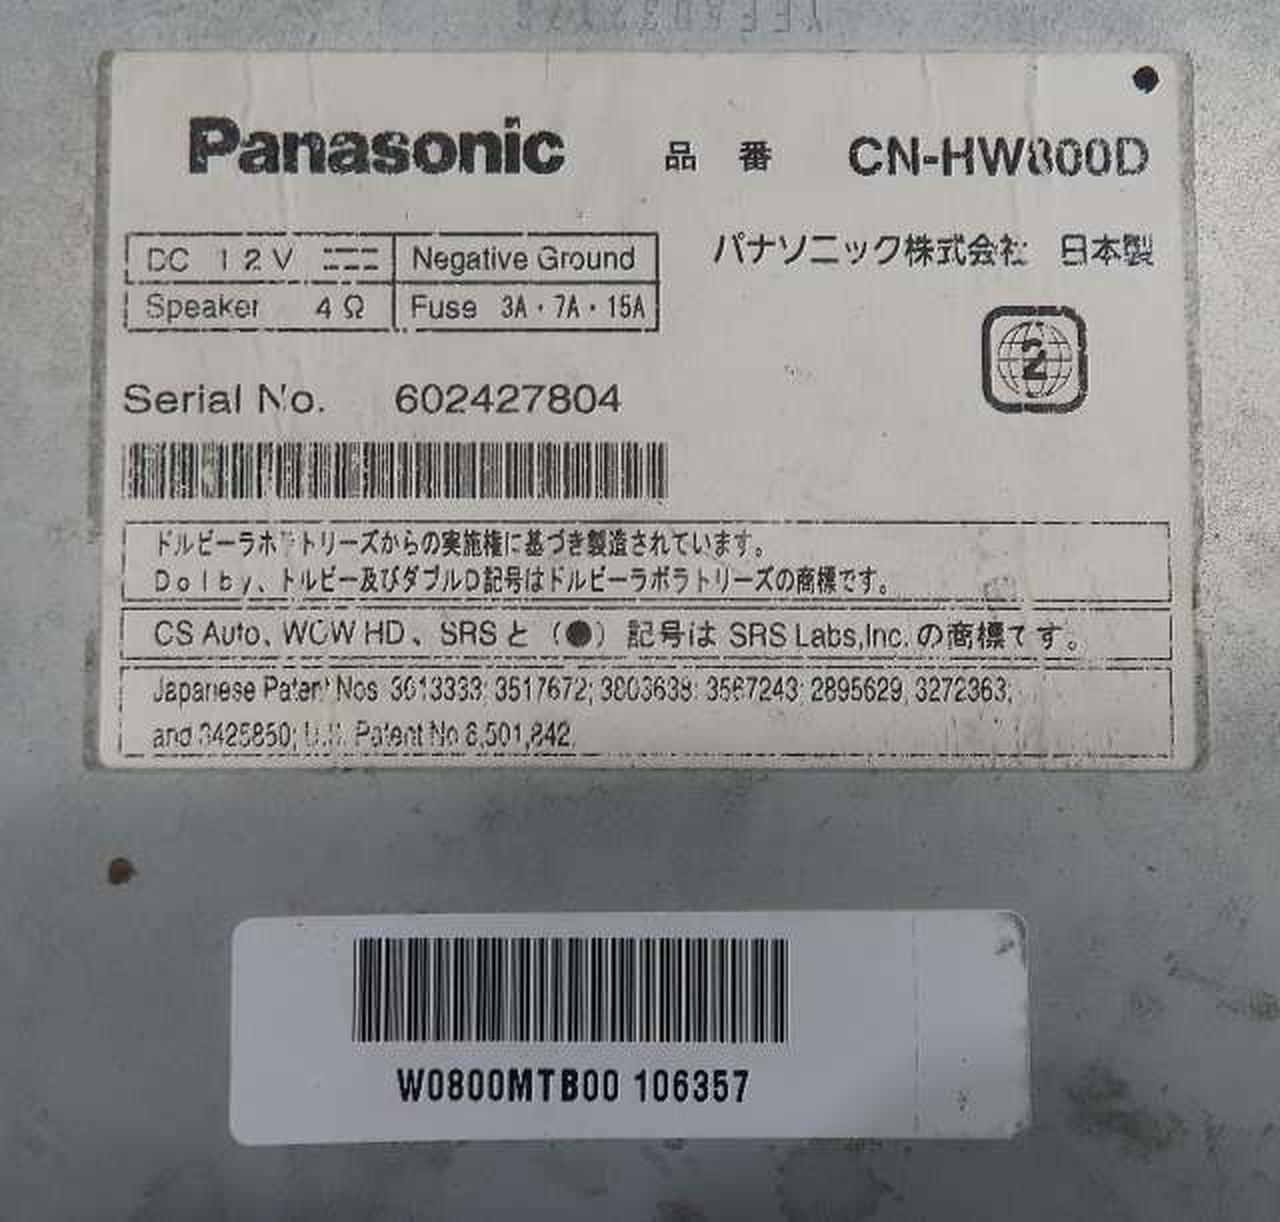 Panasonic 品 番 CN-HW800D
DC 12V Negative Ground
Speaker 4Ω Fuse 3A・7A・15A
パナソニック株式会社 日本製
2
Serial No. 602427804
ドルビーラボラトリーズからの実施権に基づき製造されています。
Dolby、ドルビー及びダブルD記号はドルビーラボラトリーズの商標です。
CS Auto、WOW HD、SRSと（●）記号は SRS Labs,Inc. の商標です。
Japanese Patent Nos 3013333; 3517672; 3803638; 3567243; 2895629, 3272363;
and 3425850; U.S. Patent No 6,501,842
W0800MTB00 106357